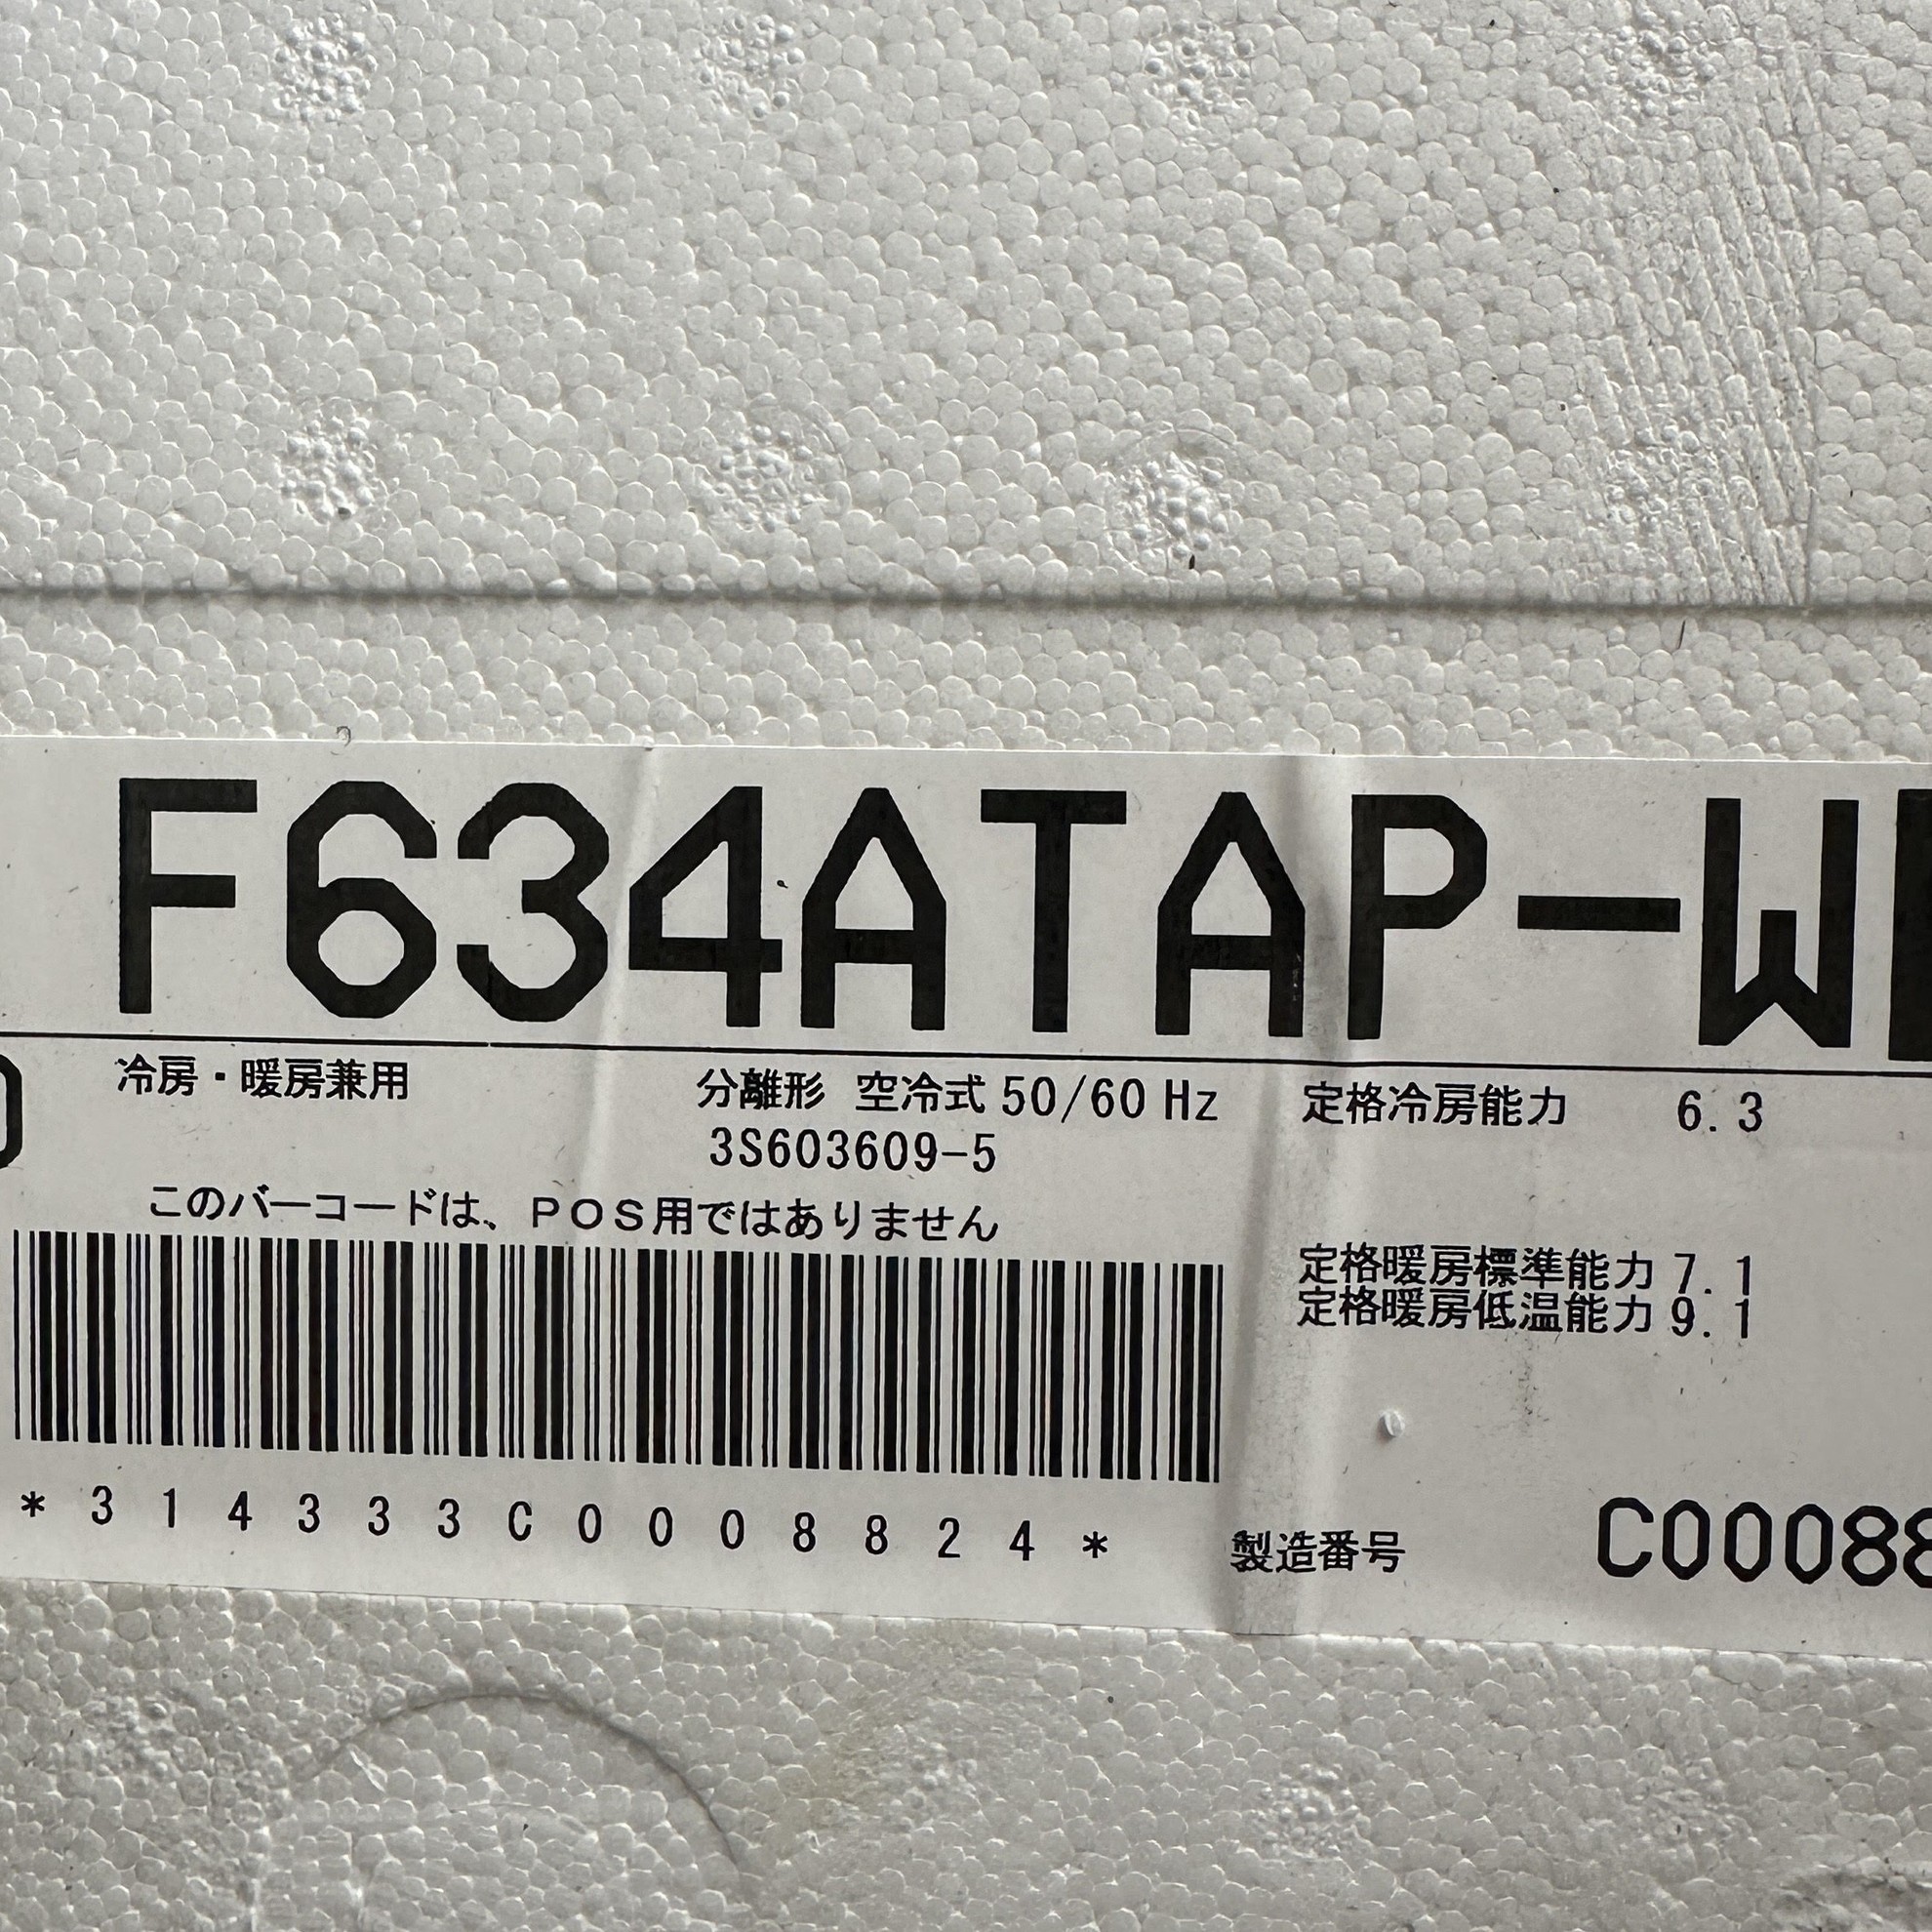 F634ATAP-W
冷房・暖房兼用 分離形 空冷式 50/60 Hz 定格冷房能力 6.3
3S603609-5
このバーコードは、POS用ではありません
定格暖房標準能力 7.1
定格暖房低温能力 9.1
*314333C0008824*
製造番号 C00088